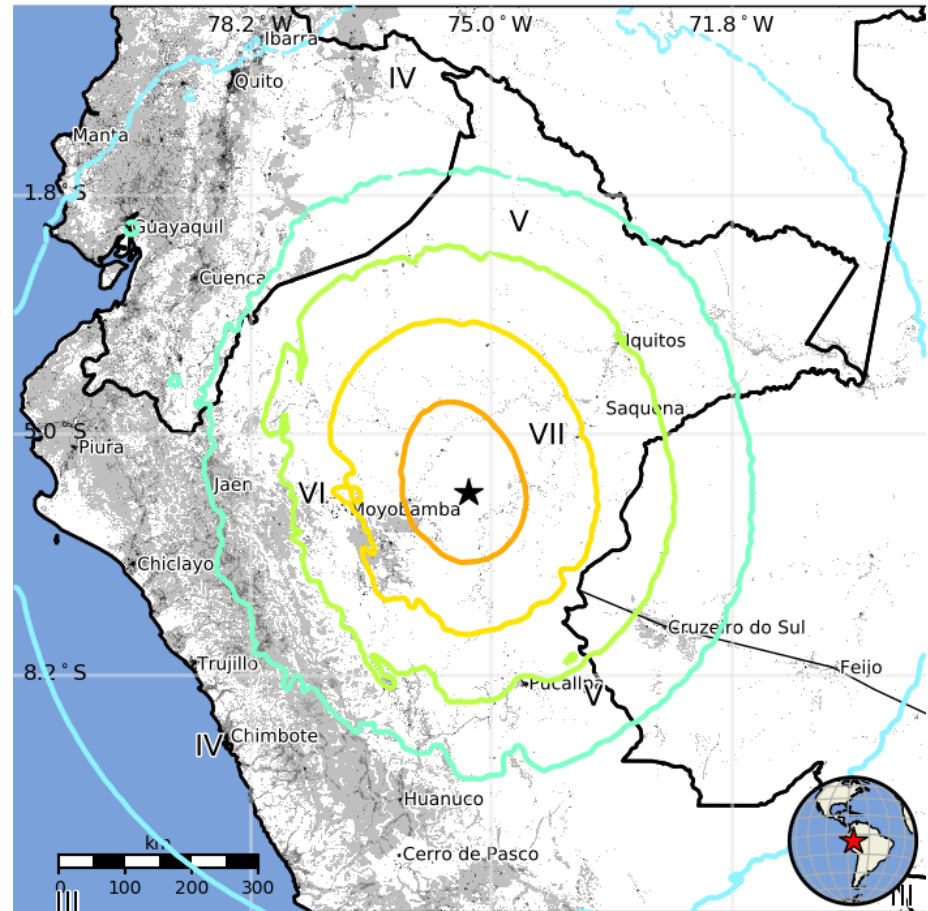 78.2°W 75.0°W 71.8°W
Ibarra
IV
Quito
Manta
1.8°S
V
Guayaquil
Cuenca
Iquitos
Saquena
5.0°S
VII
Piura
Jaen
VI
Moyobamba
Chiclayo
Cruzeiro do Sul
Trujillo
Feijo
8.2°S
Pucallpa
V
IV
Chimbote
Huanuco
km
Cerro de Pasco
0 100 200 300
III